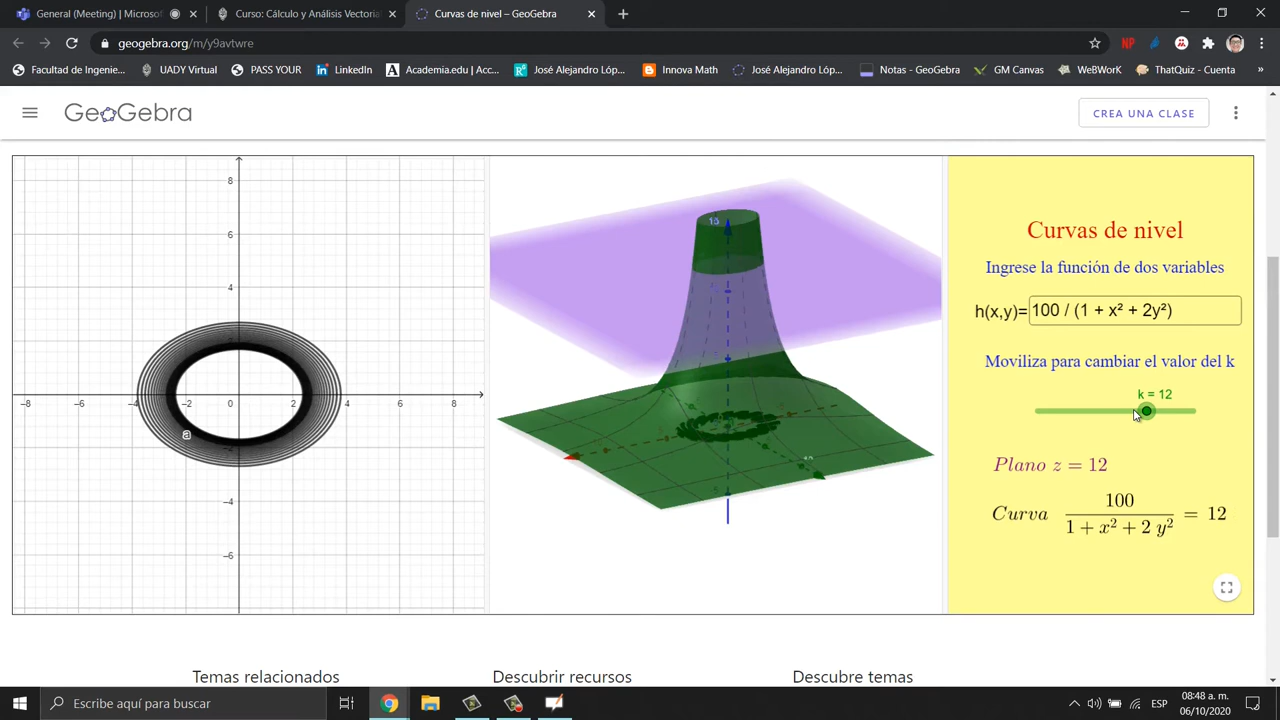 General (Meeting) | Microsoft
Curso: Cálculo y Análisis Vectorial
Curvas de nivel – GeoGebra
geogebra.org/m/y9avtwre
Facultad de Ingenie...
UADY Virtual
PASS YOUR
LinkedIn
Academia.edu | Acc...
José Alejandro Lóp...
Innova Math
José Alejandro Lóp...
Notas - GeoGebra
GM Canvas
WeBWorK
ThatQuiz - Cuenta
»
GeoGebra
CREA UNA CLASE
8
6
4
2
−8 −6 −4 −2 0 2 4 6 8
a
−2
−4
−6
10
10
Curvas de nivel
Ingrese la función de dos variables
h(x,y)= 100 / (1 + x² + 2y²)
Moviliza para cambiar el valor del k
k = 12
Plano z = 12
Curva 100 / 1 + x² + 2 y² = 12
Temas relacionados
Descubrir recursos
Descubre temas
Escribe aquí para buscar
ESP
08:48 a. m.
06/10/2020